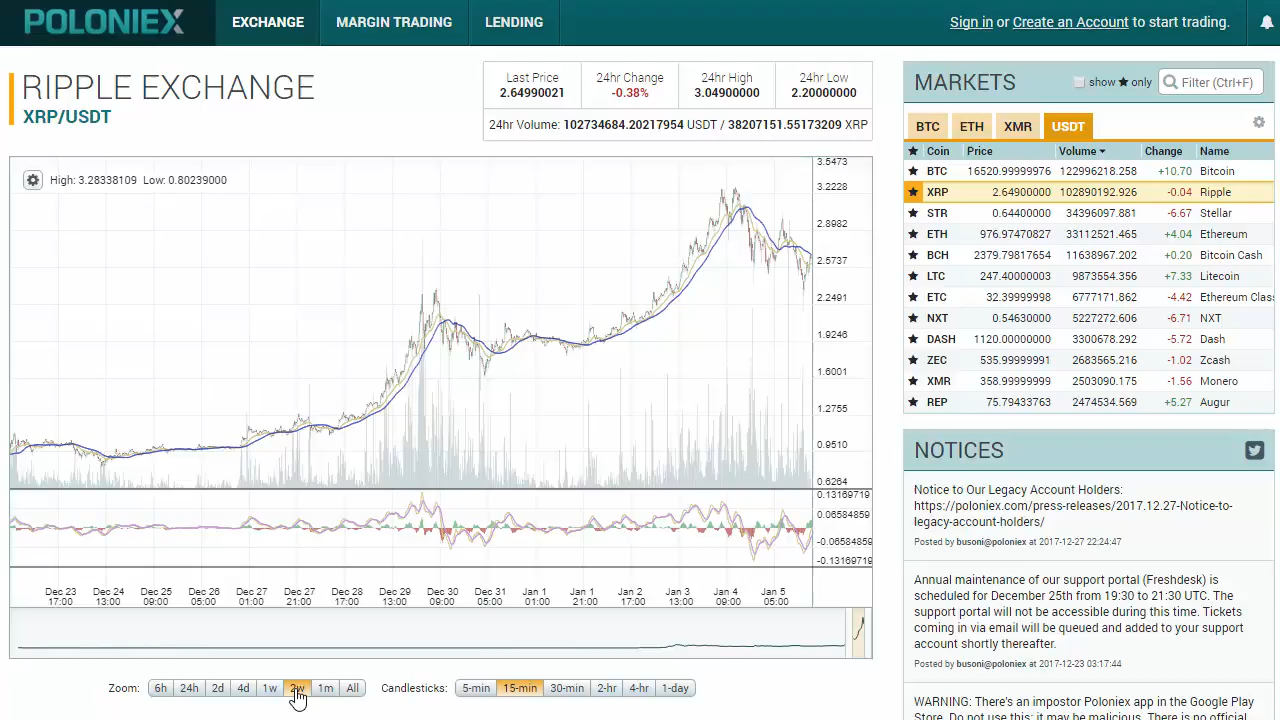 POLONIEX
EXCHANGE
MARGIN TRADING
LENDING
Sign in or Create an Account to start trading.
RIPPLE EXCHANGE
XRP/USDT
Last Price
2.64990021
24hr Change
-0.38%
24hr High
3.04900000
24hr Low
2.20000000
24hr Volume: 102734684.20217954 USDT / 38207151.55173209 XRP
High: 3.28338109 Low: 0.80239000
3.5473
3.2228
2.8982
2.5737
2.2491
1.9246
1.6001
1.2755
0.9510
0.6264
0.13169719
0.06584859
-0.06584859
-0.13169719
Dec 23 17:00
Dec 24 13:00
Dec 25 09:00
Dec 26 05:00
Dec 27 01:00
Dec 27 21:00
Dec 28 17:00
Dec 29 13:00
Dec 30 09:00
Dec 31 05:00
Jan 1 01:00
Jan 1 21:00
Jan 2 17:00
Jan 3 13:00
Jan 4 09:00
Jan 5 05:00
Zoom: 6h 24h 2d 4d 1w 2w 1m All
Candlesticks: 5-min 15-min 30-min 2-hr 4-hr 1-day
MARKETS
show ★ only
Filter (Ctrl+F)
BTC ETH XMR USDT
★ Coin Price Volume Change Name
★ BTC 16520.99999976 122996218.258 +10.70 Bitcoin
★ XRP 2.64900000 102890192.926 -0.04 Ripple
★ STR 0.64400000 34396097.881 -6.67 Stellar
★ ETH 976.97470827 33112521.465 +4.04 Ethereum
★ BCH 2379.79817654 11638967.202 +0.20 Bitcoin Cash
★ LTC 247.40000003 9873554.356 +7.33 Litecoin
★ ETC 32.39999998 6777171.862 -4.42 Ethereum Clas
★ NXT 0.54630000 5227272.606 -6.71 NXT
★ DASH 1120.00000000 3300678.292 -5.72 Dash
★ ZEC 535.99999991 2683565.216 -1.02 Zcash
★ XMR 358.99999999 2503090.175 -1.56 Monero
★ REP 75.79433763 2474534.569 +5.27 Augur
NOTICES
Notice to Our Legacy Account Holders:
https://poloniex.com/press-releases/2017.12.27-Notice-to-
legacy-account-holders/
Posted by busoni@poloniex at 2017-12-27 22:24:47
Annual maintenance of our support portal (Freshdesk) is
scheduled for December 25th from 19:30 to 21:30 UTC. The
support portal will not be accessible during this time. Tickets
coming in via email will be queued and added to your support
account shortly thereafter.
Posted by busoni@poloniex at 2017-12-23 03:17:44
WARNING: There's an impostor Poloniex app in the Google Play
Store. Do not use this; it may be malicious. There is no official